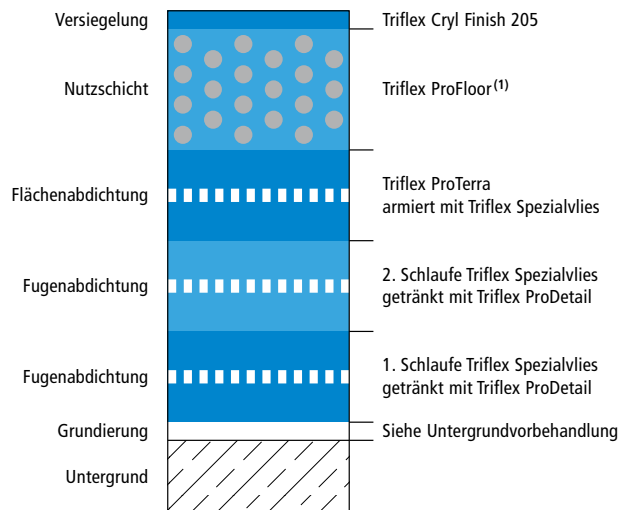 Versiegelung
Triflex Cryl Finish 205
Nutzschicht
Triflex ProFloor(1)
Flächenabdichtung
Triflex ProTerra
armiert mit Triflex Spezialvlies
Fugenabdichtung
2. Schlaufe Triflex Spezialvlies
getränkt mit Triflex ProDetail
Fugenabdichtung
1. Schlaufe Triflex Spezialvlies
getränkt mit Triflex ProDetail
Grundierung
Siehe Untergrundvorbehandlung
Untergrund